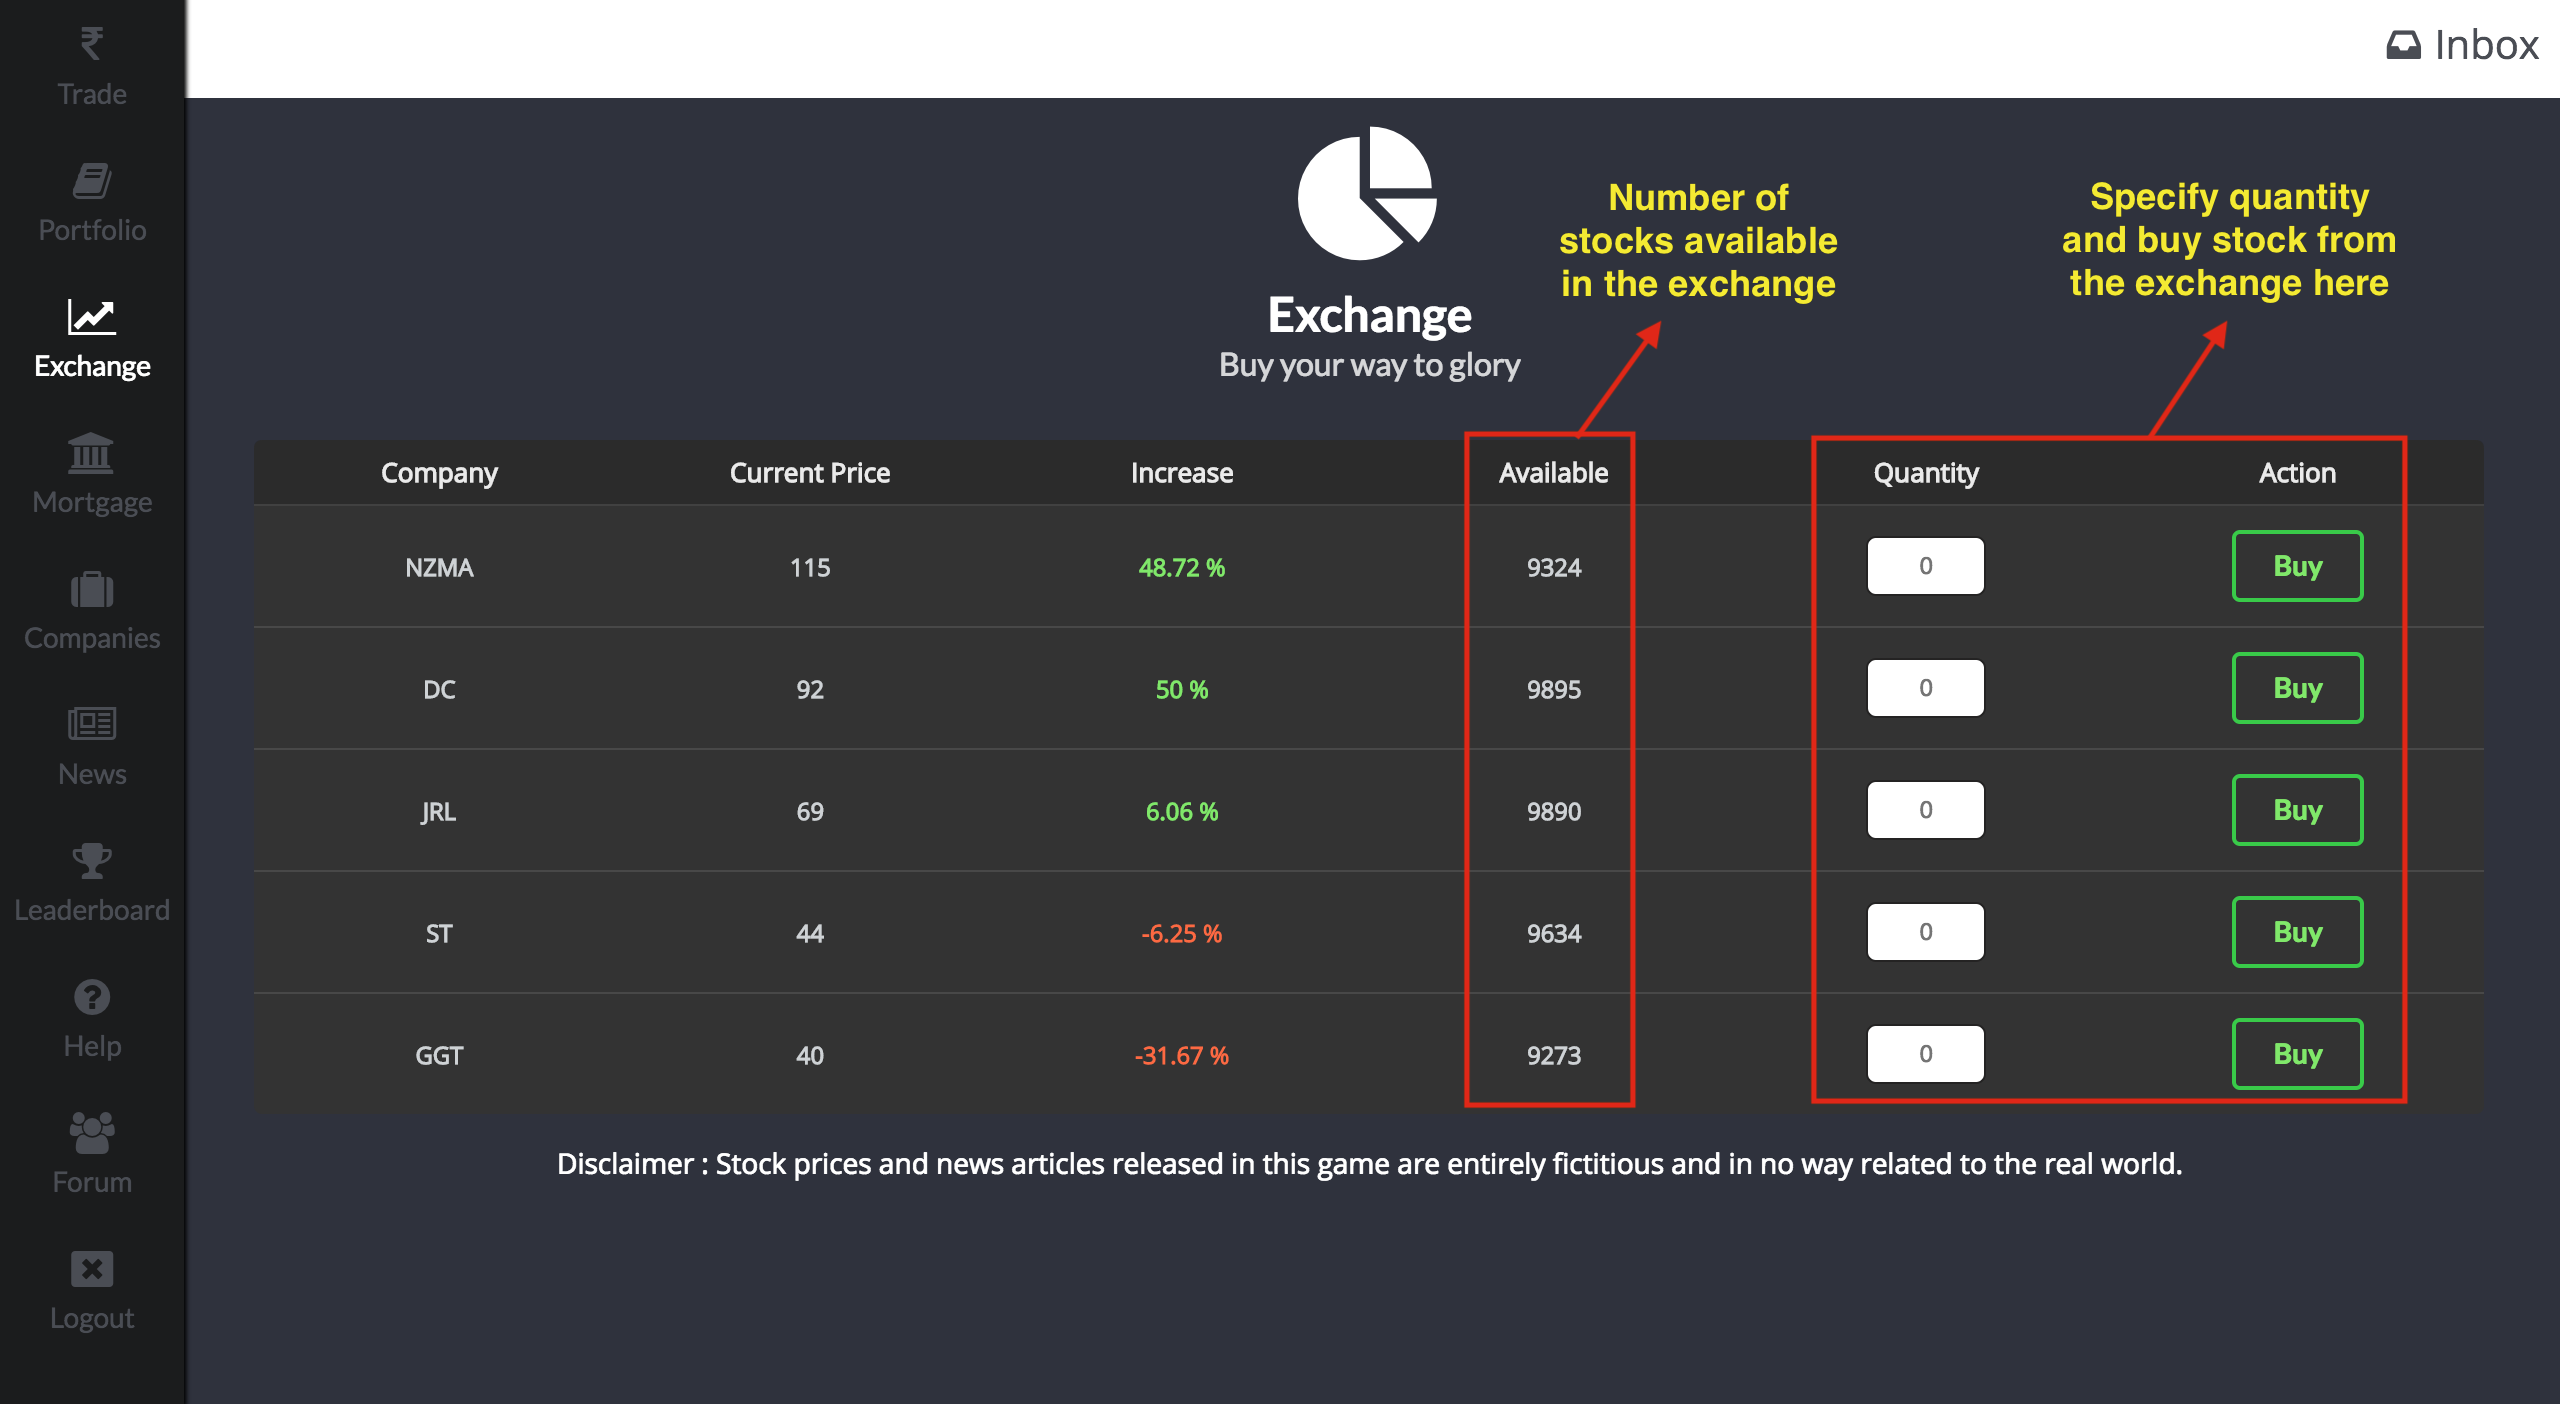 ₹
Trade
Portfolio
Exchange
Mortgage
Companies
News
Leaderboard
Help
Forum
Logout
Inbox
Exchange
Buy your way to glory
Number of
stocks available
in the exchange
Specify quantity
and buy stock from
the exchange here
Company Current Price Increase Available Quantity Action
NZMA 115 48.72 % 9324 0 Buy
DC 92 50 % 9895 0 Buy
JRL 69 6.06 % 9890 0 Buy
ST 44 -6.25 % 9634 0 Buy
GGT 40 -31.67 % 9273 0 Buy
Disclaimer : Stock prices and news articles released in this game are entirely fictitious and in no way related to the real world.